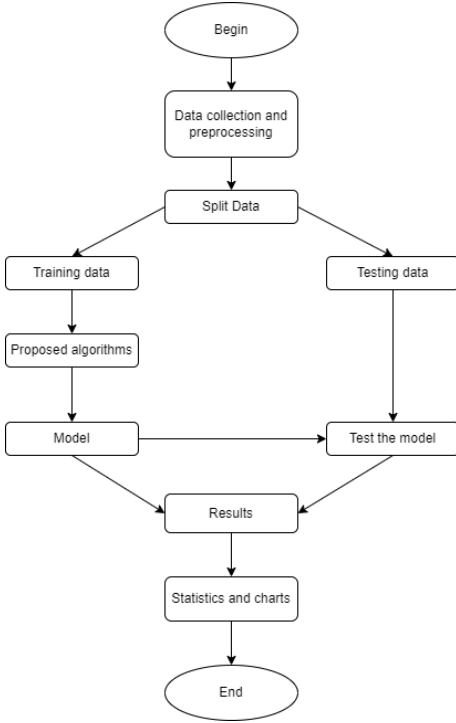 Begin
Data collection and
preprocessing
Split Data
Training data
Testing data
Proposed algorithms
Model
Test the model
Results
Statistics and charts
End